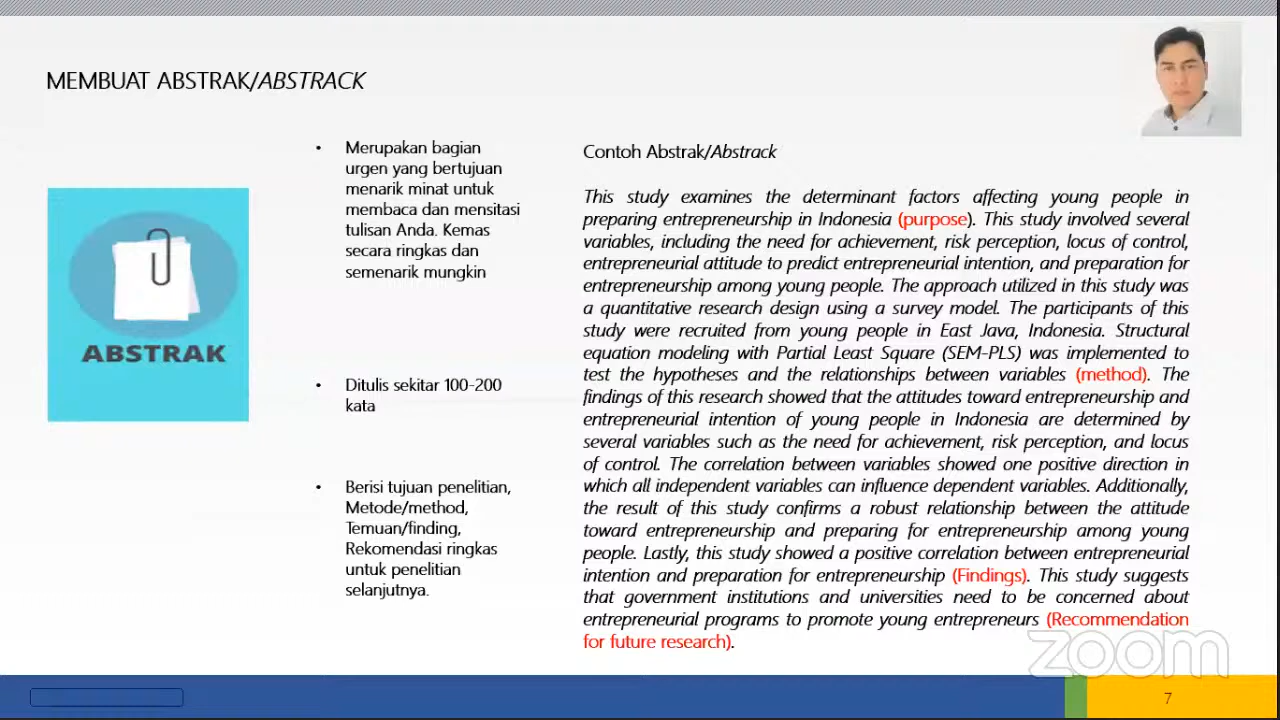 MEMBUAT ABSTRAK/ABSTRACK
ABSTRAK
• Merupakan bagian
urgen yang bertujuan
menarik minat untuk
membaca dan mensitasi
tulisan Anda. Kemas
secara ringkas dan
semenarik mungkin
• Ditulis sekitar 100-200
kata
• Berisi tujuan penelitian,
Metode/method,
Temuan/finding,
Rekomendasi ringkas
untuk penelitian
selanjutnya.
Contoh Abstrak/Abstrack
This study examines the determinant factors affecting young people in
preparing entrepreneurship in Indonesia (purpose). This study involved several
variables, including the need for achievement, risk perception, locus of control,
entrepreneurial attitude to predict entrepreneurial intention, and preparation for
entrepreneurship among young people. The approach utilized in this study was
a quantitative research design using a survey model. The participants of this
study were recruited from young people in East Java, Indonesia. Structural
equation modeling with Partial Least Square (SEM-PLS) was implemented to
test the hypotheses and the relationships between variables (method). The
findings of this research showed that the attitudes toward entrepreneurship and
entrepreneurial intention of young people in Indonesia are determined by
several variables such as the need for achievement, risk perception, and locus
of control. The correlation between variables showed one positive direction in
which all independent variables can influence dependent variables. Additionally,
the result of this study confirms a robust relationship between the attitude
toward entrepreneurship and preparing for entrepreneurship among young
people. Lastly, this study showed a positive correlation between entrepreneurial
intention and preparation for entrepreneurship (Findings). This study suggests
that government institutions and universities need to be concerned about
entrepreneurial programs to promote young entrepreneurs (Recommendation
for future research).
zoom
7